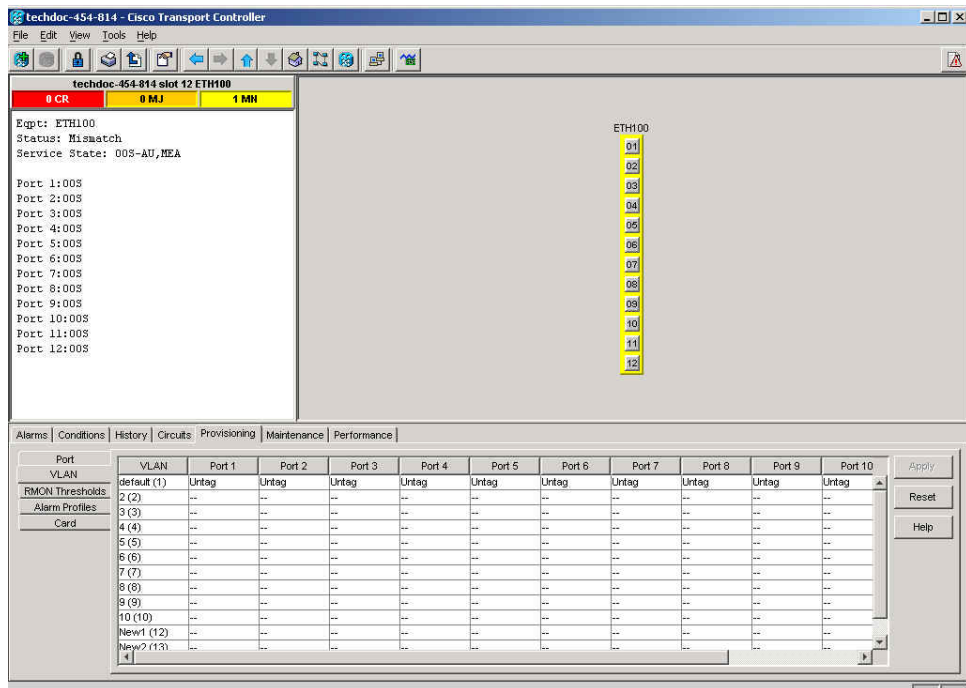 techdoc-454-814 - Cisco Transport Controller
File Edit View Tools Help
techdoc-454-814 slot 12 ETH100
0 CR 0 MJ 1 MN
Eqpt: ETH100
Status: Mismatch
Service State: OOS-AU,MEA
Port 1:OOS
Port 2:OOS
Port 3:OOS
Port 4:OOS
Port 5:OOS
Port 6:OOS
Port 7:OOS
Port 8:OOS
Port 9:OOS
Port 10:OOS
Port 11:OOS
Port 12:OOS
ETH100
01
02
03
04
05
06
07
08
09
10
11
12
Alarms Conditions History Circuits Provisioning Maintenance Performance
Port
VLAN
RMON Thresholds
Alarm Profiles
Card
VLAN Port 1 Port 2 Port 3 Port 4 Port 5 Port 6 Port 7 Port 8 Port 9 Port 10
default (1) Untag Untag Untag Untag Untag Untag Untag Untag Untag Untag
2 (2) -- -- -- -- -- -- -- -- -- --
3 (3) -- -- -- -- -- -- -- -- -- --
4 (4) -- -- -- -- -- -- -- -- -- --
5 (5) -- -- -- -- -- -- -- -- -- --
6 (6) -- -- -- -- -- -- -- -- -- --
7 (7) -- -- -- -- -- -- -- -- -- --
8 (8) -- -- -- -- -- -- -- -- -- --
9 (9) -- -- -- -- -- -- -- -- -- --
10 (10) -- -- -- -- -- -- -- -- -- --
New1 (12) -- -- -- -- -- -- -- -- -- --
New2 (13) -- -- -- -- -- -- -- -- -- --
Apply
Reset
Help